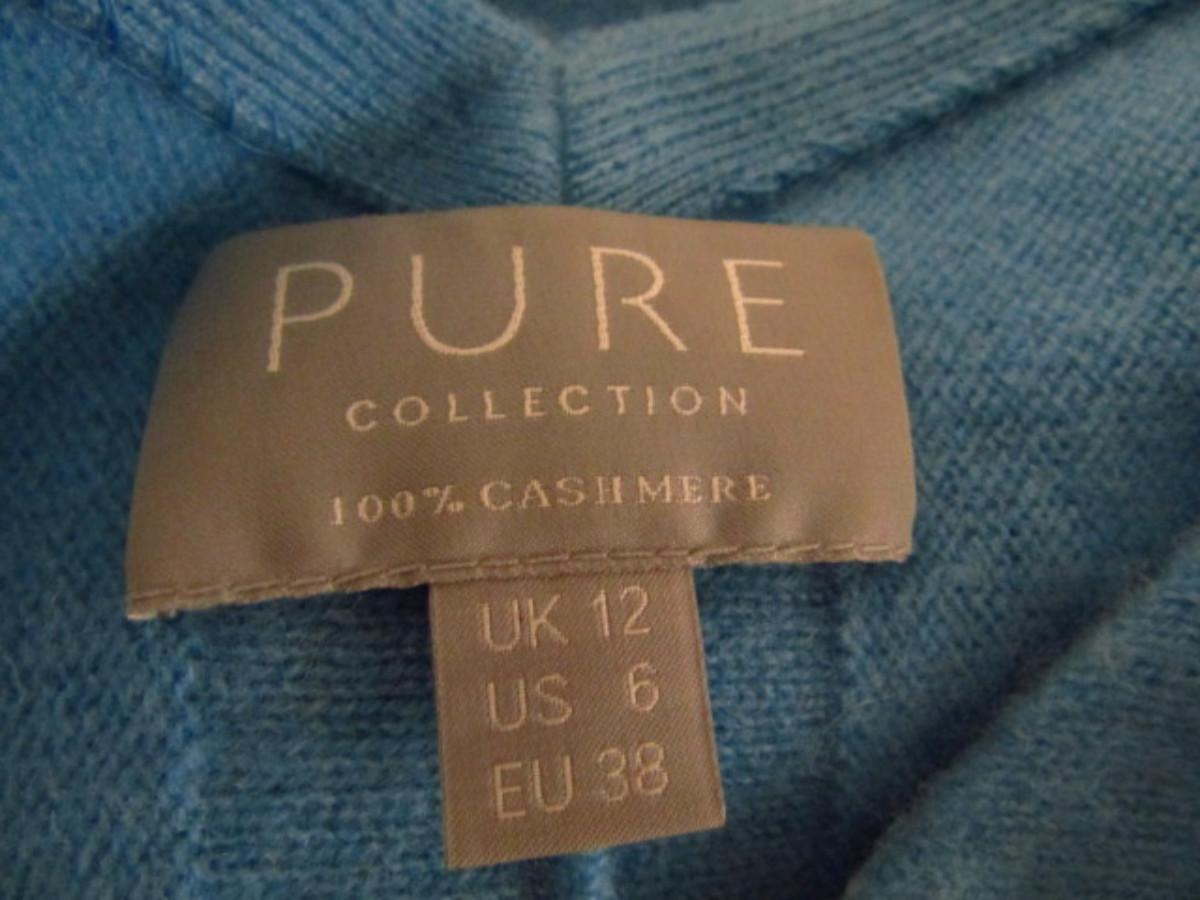 PURE
COLLECTION
100% CASHMERE
UK 12
US 6
EU 38